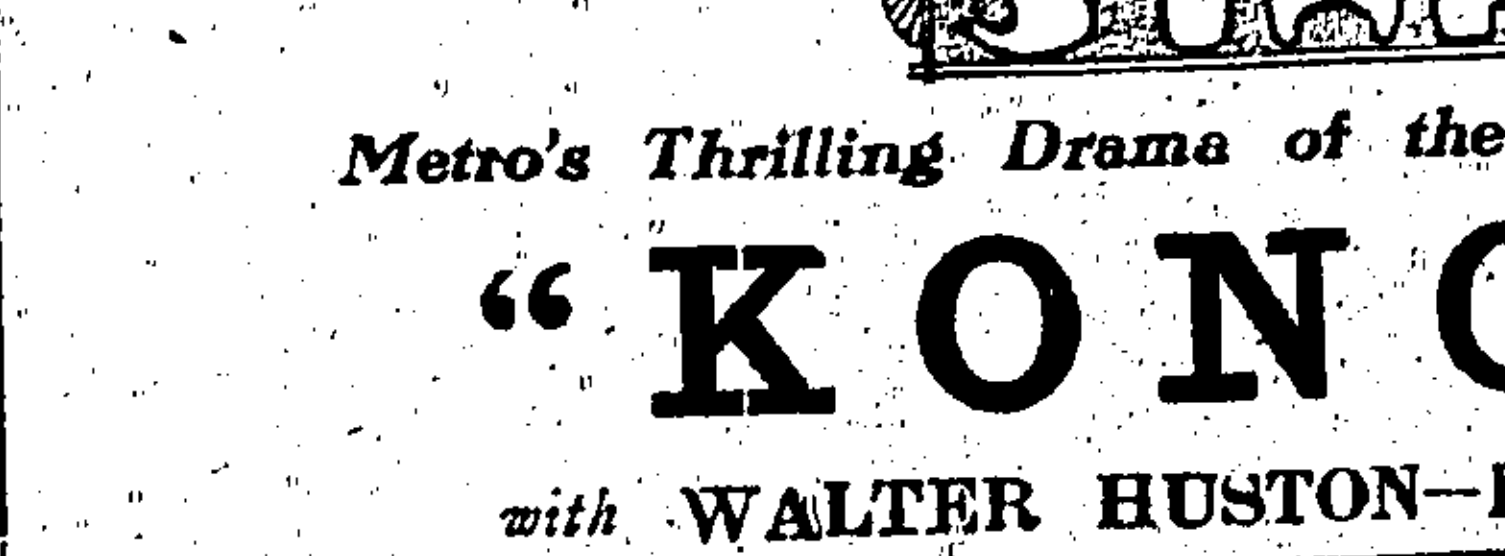 Metro's Thrilling Drama of the
"KON
with WALTER HUSTON—